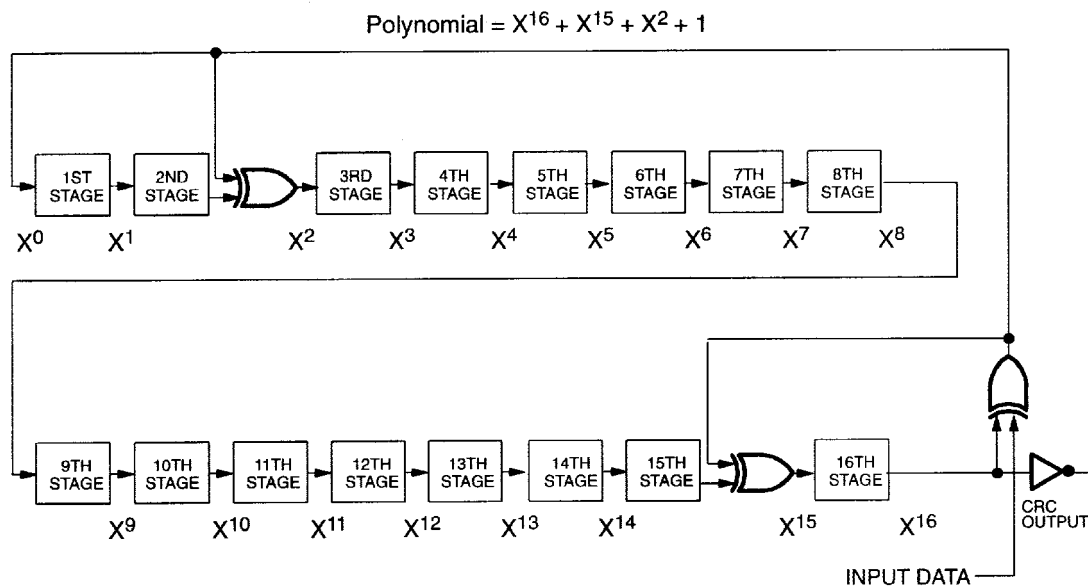 Polynomial = X¹⁶ + X¹⁵ + X² + 1
1ST
STAGE
2ND
STAGE
3RD
STAGE
4TH
STAGE
5TH
STAGE
6TH
STAGE
7TH
STAGE
8TH
STAGE
X⁰
X¹
X²
X³
X⁴
X⁵
X⁶
X⁷
X⁸
9TH
STAGE
10TH
STAGE
11TH
STAGE
12TH
STAGE
13TH
STAGE
14TH
STAGE
15TH
STAGE
16TH
STAGE
X⁹
X¹⁰
X¹¹
X¹²
X¹³
X¹⁴
X¹⁵
X¹⁶
CRC
OUTPUT
INPUT DATA